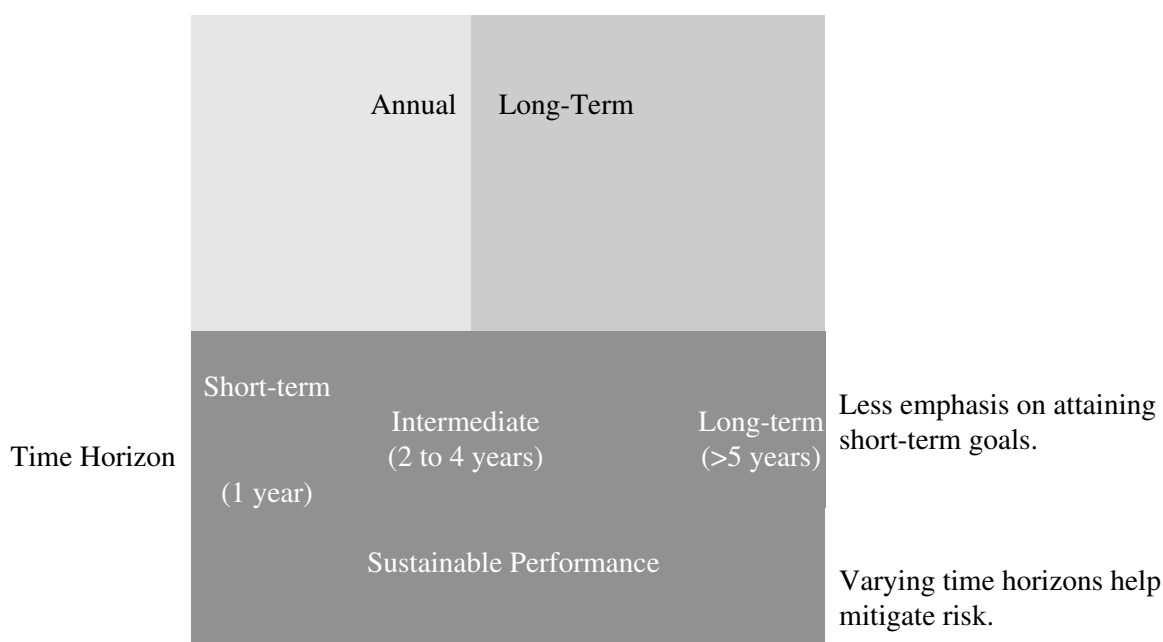 Annual Long-Term
Time Horizon
Short-term
(1 year)
Intermediate
(2 to 4 years)
Long-term
(>5 years)
Sustainable Performance
Less emphasis on attaining
short-term goals.
Varying time horizons help
mitigate risk.